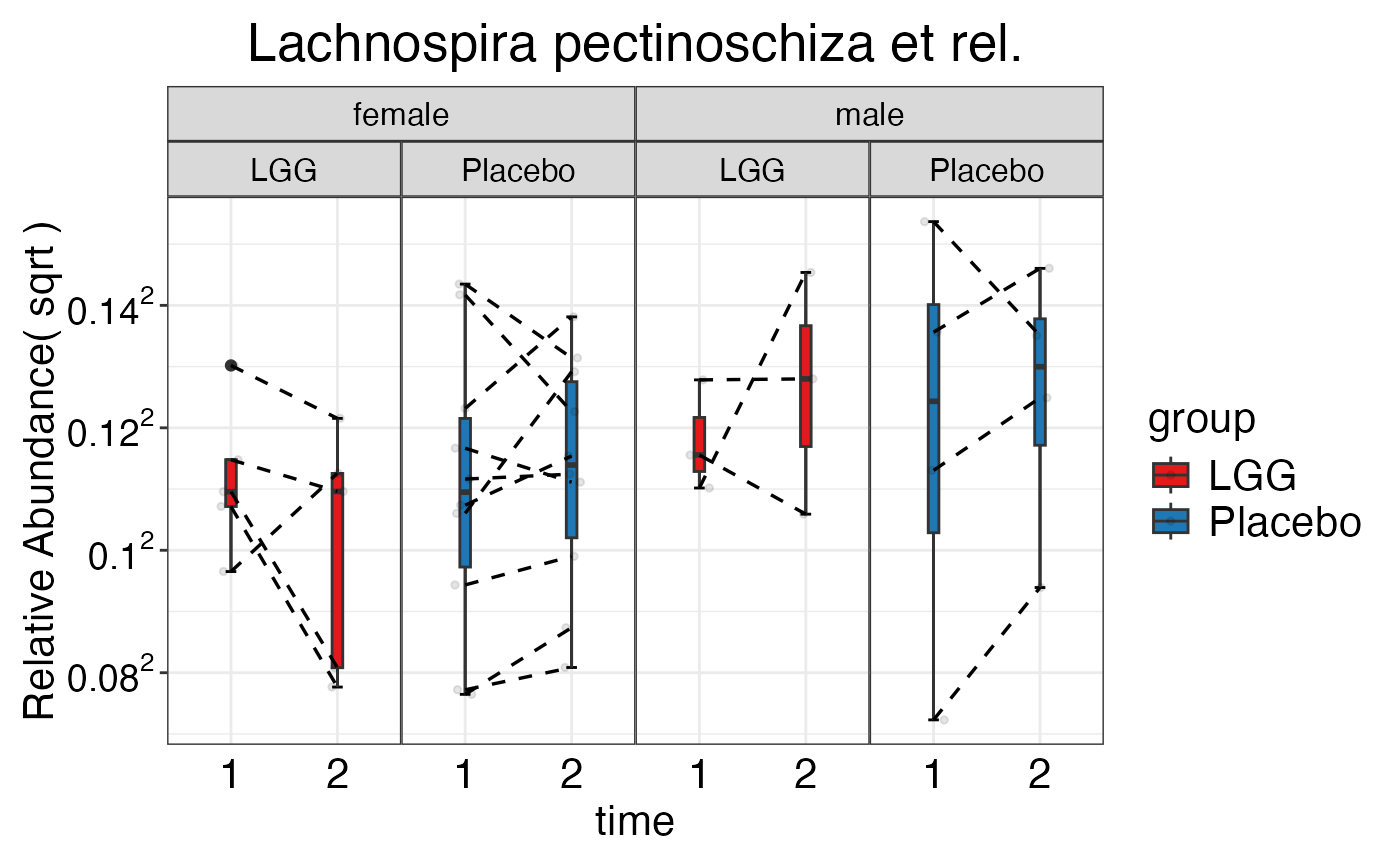 Lachnospira pectinoschiza et rel.
female male
LGG Placebo LGG Placebo
Relative Abundance( sqrt )
0.14²
0.12²
0.1²
0.08²
1 2 1 2 1 2 1 2
time
group
LGG
Placebo